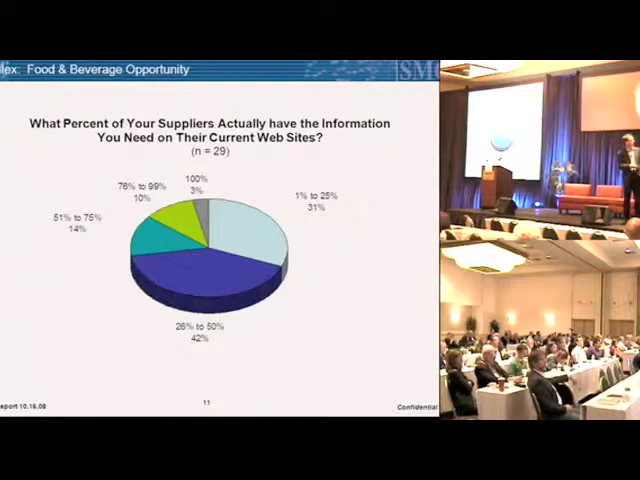 lex: Food & Beverage Opportunity
SM
What Percent of Your Suppliers Actually have the Information
You Need on Their Current Web Sites?
(n = 29)
100%
3%
76% to 99%
10%
1% to 25%
31%
51% to 75%
14%
26% to 50%
42%
eport 10.16.08
11
Confidential